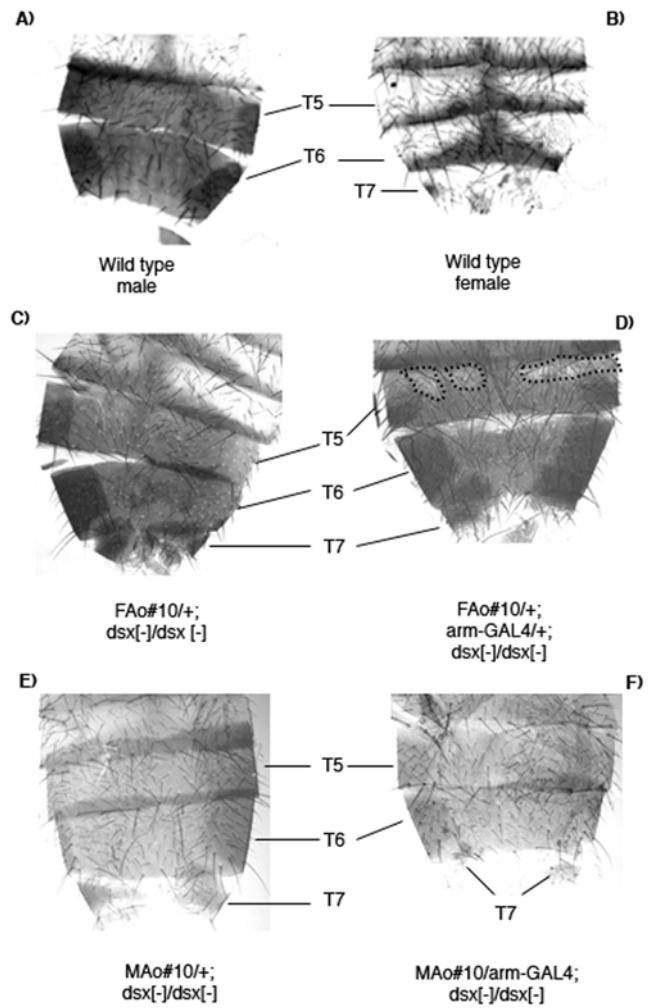 A)
B)
T5
T6
T7
Wild type
male
Wild type
female
C)
D)
T5
T6
T7
FAo#10/+;
dsx[-]/dsx [-]
FAo#10/+;
arm-GAL4/+;
dsx[-]/dsx[-]
E)
F)
T5
T6
T7
T7
MAo#10/+;
dsx[-]/dsx[-]
MAo#10/arm-GAL4;
dsx[-]/dsx[-]